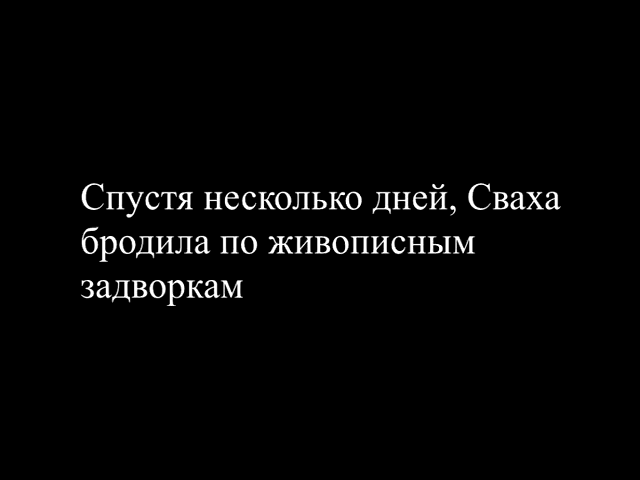 Спустя несколько дней, Сваха
бродила по живописным
задворкам